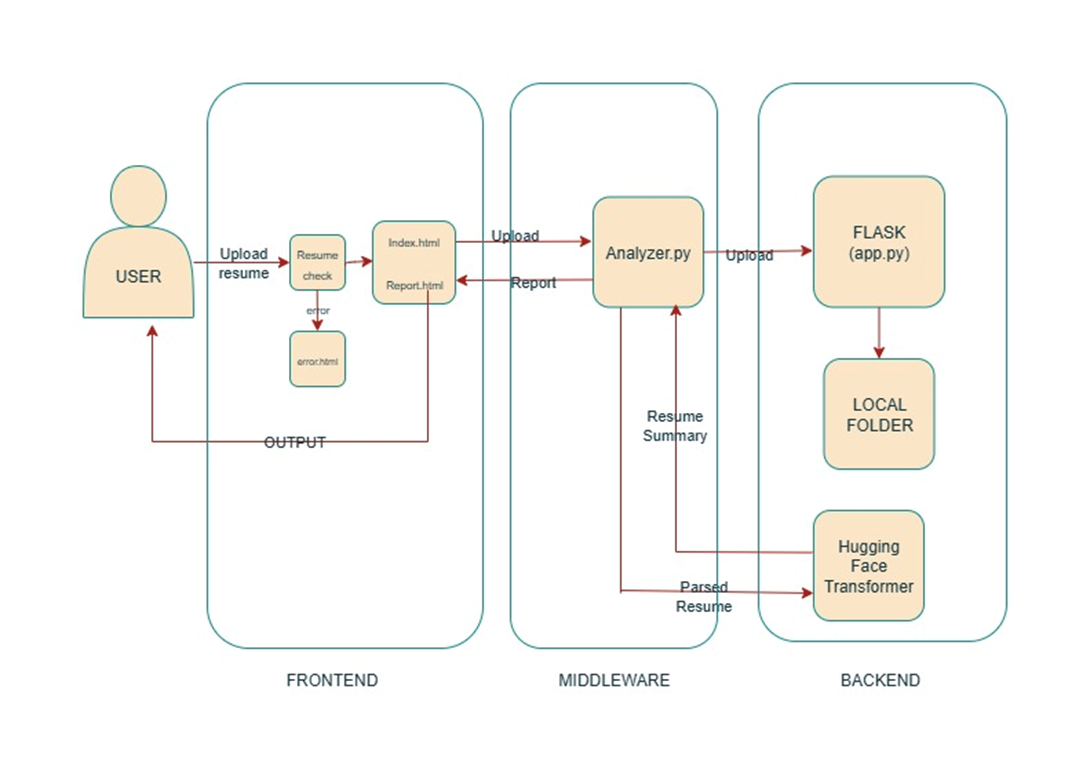 USER
Upload
resume
Resume
check
error
error.html
Index.html
Report.html
OUTPUT
Upload
Report
Analyzer.py
Upload
Resume
Summary
Parsed
Resume
FLASK
(app.py)
LOCAL
FOLDER
Hugging
Face
Transformer
FRONTEND
MIDDLEWARE
BACKEND